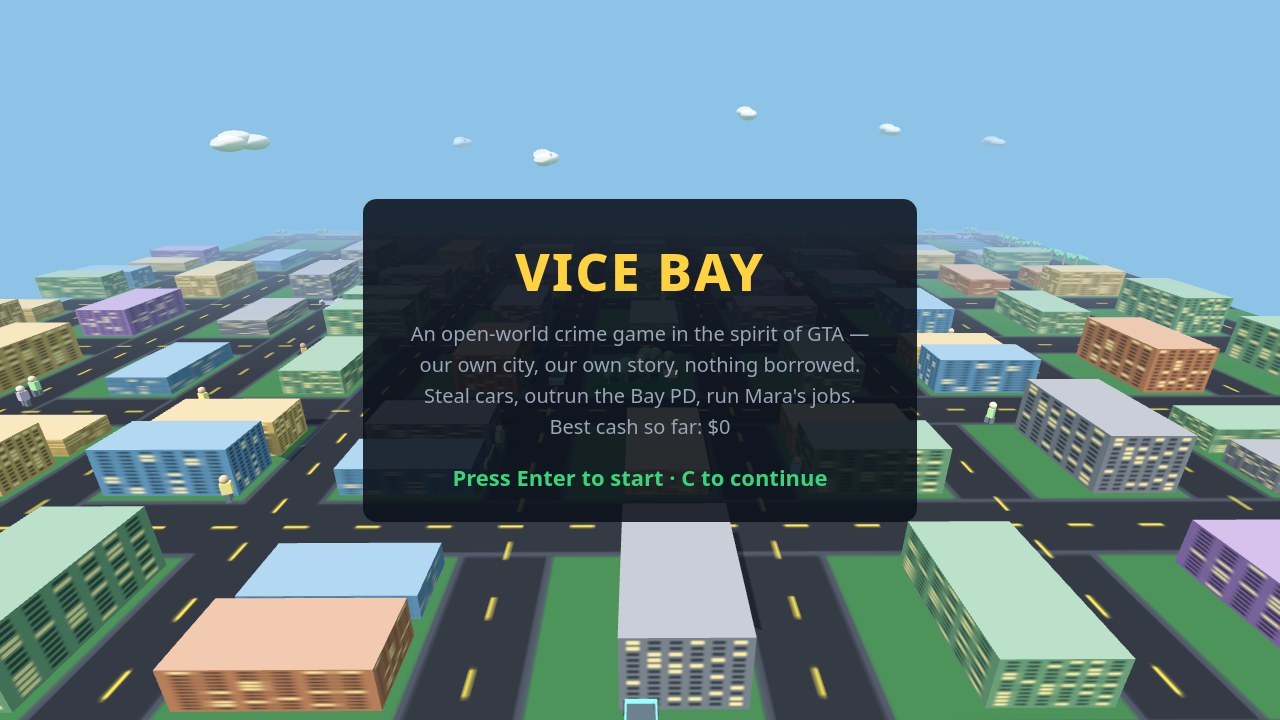 VICE BAY
An open-world crime game in the spirit of GTA —
our own city, our own story, nothing borrowed.
Steal cars, outrun the Bay PD, run Mara's jobs.
Best cash so far: $0
Press Enter to start · C to continue